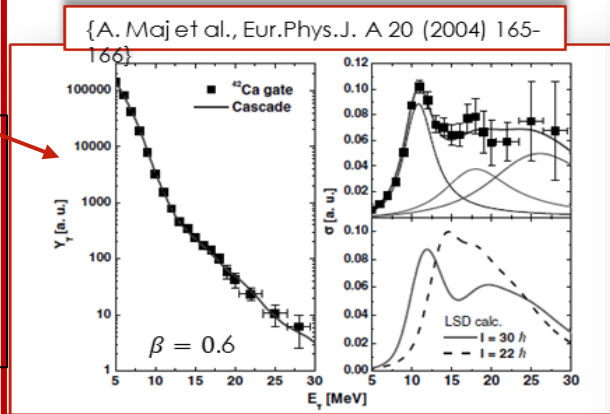 {A. Maj et al., Eur.Phys.J. A 20 (2004) 165-
166}
100000
10000
1000
100
10
1
Yγ [a. u.]
⁴²Ca gate
Cascade
β = 0.6
5 10 15 20 25 30
0.12
0.10
0.08
0.06
0.04
0.02
σ [a. u.]
0.10
0.08
0.06
0.04
0.02
0.00
LSD calc.
I = 30 ℏ
I = 22 ℏ
5 10 15 20 25 30
Eγ [MeV]